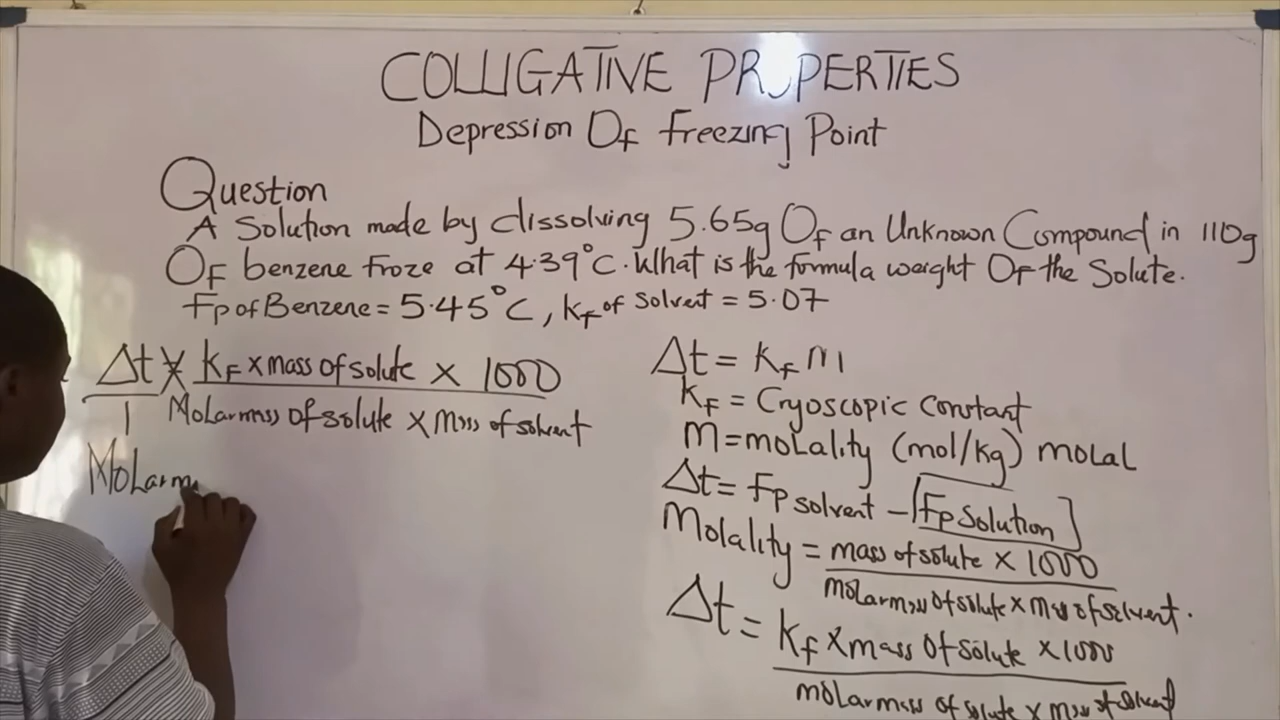 COLLIGATIVE PROPERTIES
Depression Of Freezing Point
Question
A Solution made by dissolving 5.65g Of an Unknown Compound in 110g
Of benzene Froze at 4.39°C. What is the formula weight Of the Solute.
Fp of Benzene = 5.45°C, Kf of Solvent = 5.07
Δt = Kf m
Kf = Cryoscopic Constant
M = moLality (mol/kg) moLal
Δt = Fp solvent - [Fp Solution]
Molality = mass of solute × 1000
molarmass of solute × mass of solvent.
Δt = Kf × mass Of solute × 1000
molar mass of solute × mass of solvent
Δt × Kf × mass of solute × 1000
1 Molarmass of solute × mass of solvent
MoLarm